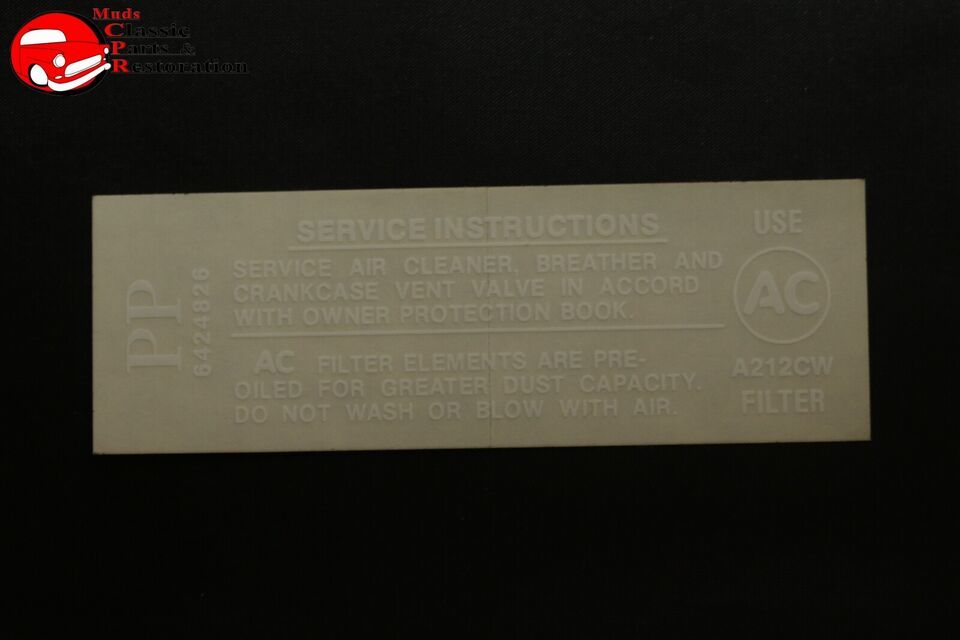 Muds
Classic
Parts &
Restoration
PP
6424826
SERVICE INSTRUCTIONS
SERVICE AIR CLEANER, BREATHER AND
CRANKCASE VENT VALVE IN ACCORD
WITH OWNER PROTECTION BOOK.
AC FILTER ELEMENTS ARE PRE-
OILED FOR GREATER DUST CAPACITY.
DO NOT WASH OR BLOW WITH AIR.
USE
AC
A212CW
FILTER